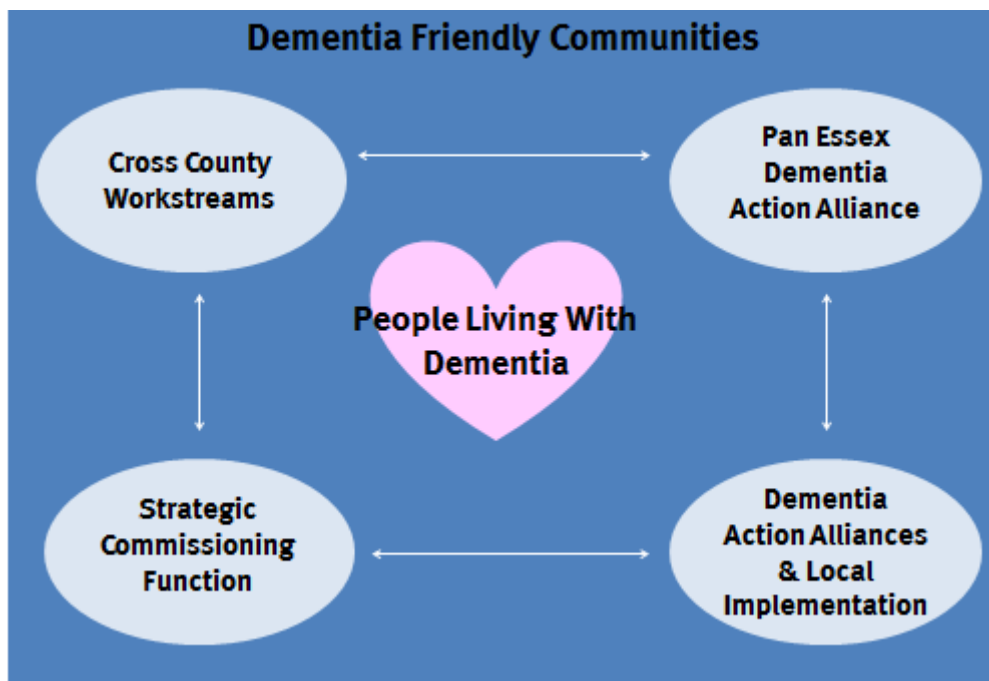 Dementia Friendly Communities
Cross County
Workstreams
Pan Essex
Dementia
Action Alliance
People Living With
Dementia
Strategic
Commissioning
Function
Dementia
Action Alliances
& Local
Implementation